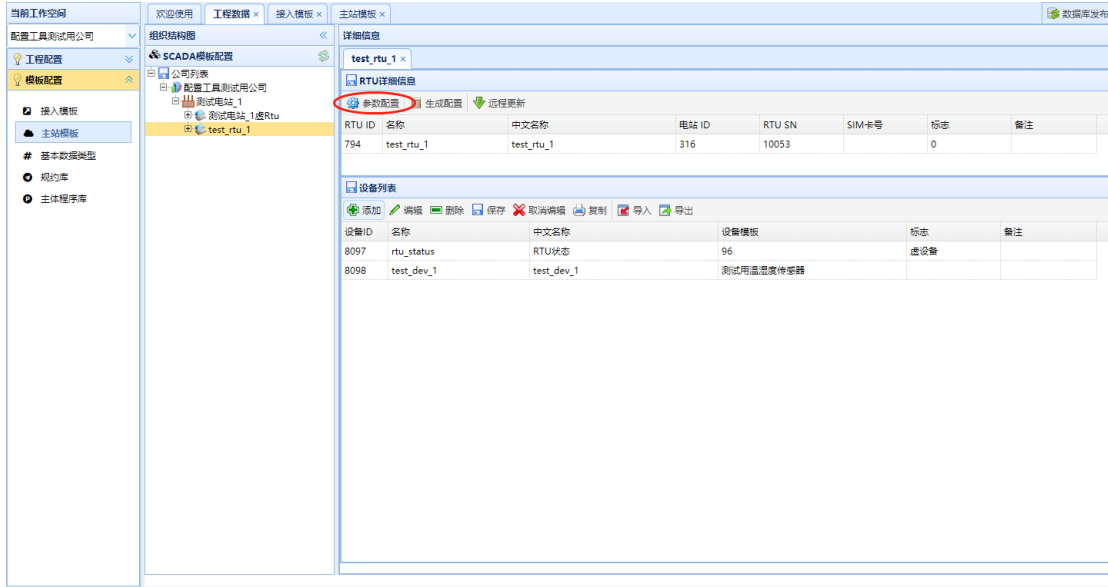 当前工作空间
配置工具测试用公司
工程配置
模板配置
接入模板
主站模板
基本数据类型
规约库
主体程序库
欢迎使用 工程数据 × 接入模板 × 主站模板 × 数据库发布
组织结构图
SCADA模板配置
公司列表
配置工具测试用公司
测试电站_1
测试电站_1虚Rtu
test_rtu_1
详细信息
test_rtu_1 ×
RTU详细信息
参数配置 生成配置 远程更新
RTU ID 名称 中文名称 电站 ID RTU SN SIM卡号 标志 备注
794 test_rtu_1 test_rtu_1 316 10053 0
设备列表
添加 编辑 删除 保存 取消编辑 复制 导入 导出
设备ID 名称 中文名称 设备模板 标志 备注
8097 rtu_status RTU状态 96 虚设备
8098 test_dev_1 test_dev_1 测试用温湿度传感器